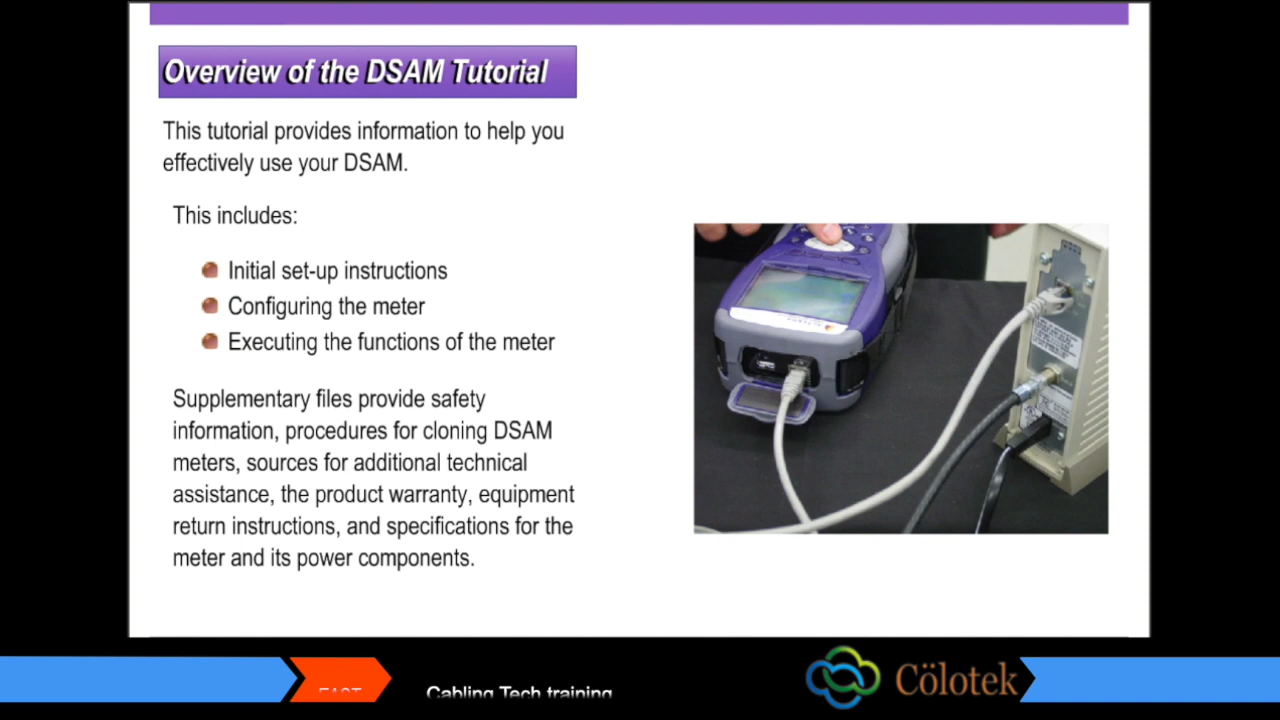 Overview of the DSAM Tutorial
This tutorial provides information to help you
effectively use your DSAM.
This includes:
Initial set-up instructions
Configuring the meter
Executing the functions of the meter
Supplementary files provide safety
information, procedures for cloning DSAM
meters, sources for additional technical
assistance, the product warranty, equipment
return instructions, and specifications for the
meter and its power components.
Cabling Tech training
Cölotek